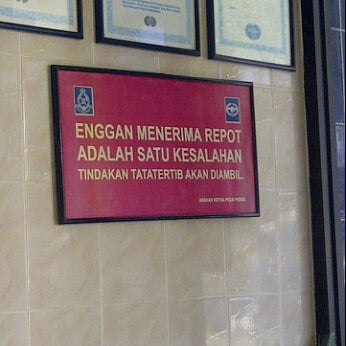 ENGGAN MENERIMA REPOT
ADALAH SATU KESALAHAN
TINDAKAN TATATERTIB AKAN DIAMBIL.